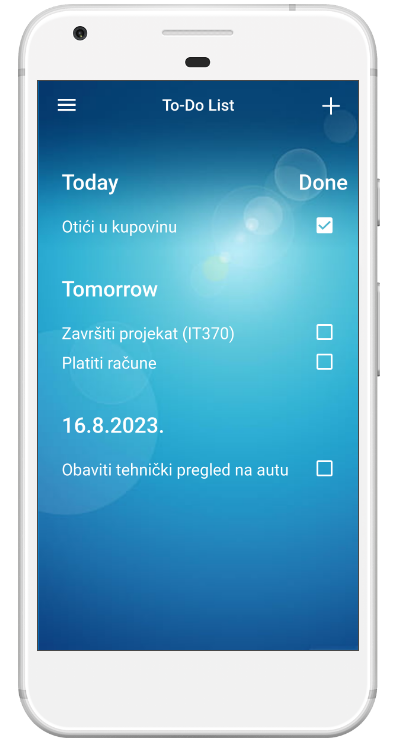 To-Do List
Today Done
Otići u kupovinu
Tomorrow
Završiti projekat (IT370)
Platiti račune
16.8.2023.
Obaviti tehnički pregled na autu